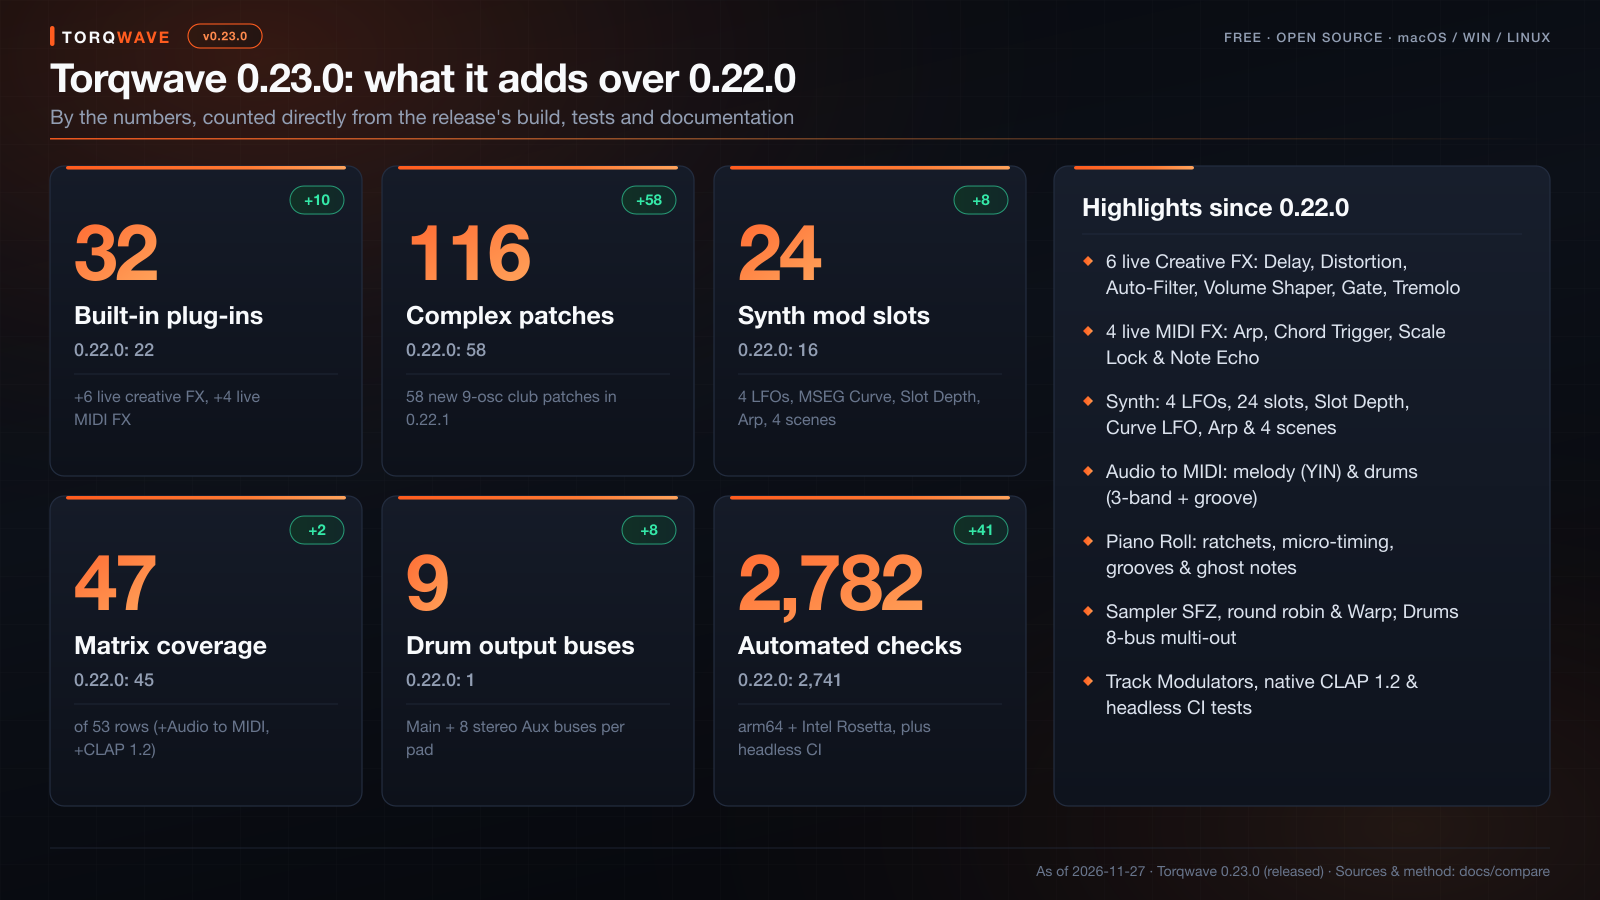 TORQWAVE
v0.23.0
FREE · OPEN SOURCE · macOS / WIN / LINUX
Torqwave 0.23.0: what it adds over 0.22.0
By the numbers, counted directly from the release's build, tests and documentation
+10
32
Built-in plug-ins
0.22.0: 22
+6 live creative FX, +4 live
MIDI FX
+58
116
Complex patches
0.22.0: 58
58 new 9-osc club patches in
0.22.1
+8
24
Synth mod slots
0.22.0: 16
4 LFOs, MSEG Curve, Slot Depth,
Arp, 4 scenes
+2
47
Matrix coverage
0.22.0: 45
of 53 rows (+Audio to MIDI,
+CLAP 1.2)
+8
9
Drum output buses
0.22.0: 1
Main + 8 stereo Aux buses per
pad
+41
2,782
Automated checks
0.22.0: 2,741
arm64 + Intel Rosetta, plus
headless CI
Highlights since 0.22.0
6 live Creative FX: Delay, Distortion,
Auto-Filter, Volume Shaper, Gate, Tremolo
4 live MIDI FX: Arp, Chord Trigger, Scale
Lock & Note Echo
Synth: 4 LFOs, 24 slots, Slot Depth,
Curve LFO, Arp & 4 scenes
Audio to MIDI: melody (YIN) & drums
(3-band + groove)
Piano Roll: ratchets, micro-timing,
grooves & ghost notes
Sampler SFZ, round robin & Warp; Drums
8-bus multi-out
Track Modulators, native CLAP 1.2 &
headless CI tests
As of 2026-11-27 · Torqwave 0.23.0 (released) · Sources & method: docs/compare